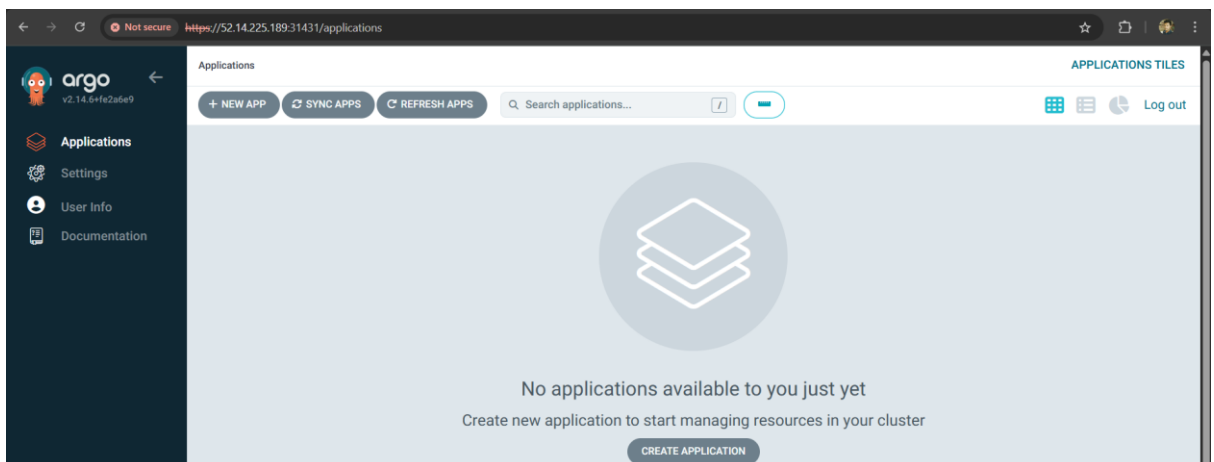 Not secure https://52.14.225.189:31431/applications
argo
v2.14.6+fe2a6e9
Applications
Settings
User Info
Documentation
Applications
APPLICATIONS TILES
+ NEW APP SYNC APPS REFRESH APPS Search applications... / Log out
No applications available to you just yet
Create new application to start managing resources in your cluster
CREATE APPLICATION